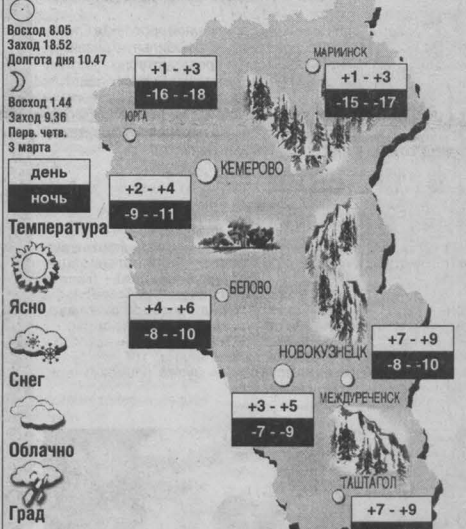 Восход 8.05
Заход 18.52
Долгота дня 10.47
Восход 1.44
Заход 9.36
Перв. четв.
3 марта
день
ночь
Температура
Ясно
Снег
Облачно
Град
+1 - +3
-16 - -18
ЮРГА
МАРИИНСК
+1 - +3
-15 - -17
КЕМЕРОВО
+2 - +4
-9 - -11
БЕЛОВО
+4 - +6
-8 - -10
НОВОКУЗНЕЦК
+3 - +5
-7 - -9
+7 - +9
-8 - -10
МЕЖДУРЕЧЕНСК
ТАШТАГОЛ
+7 - +9